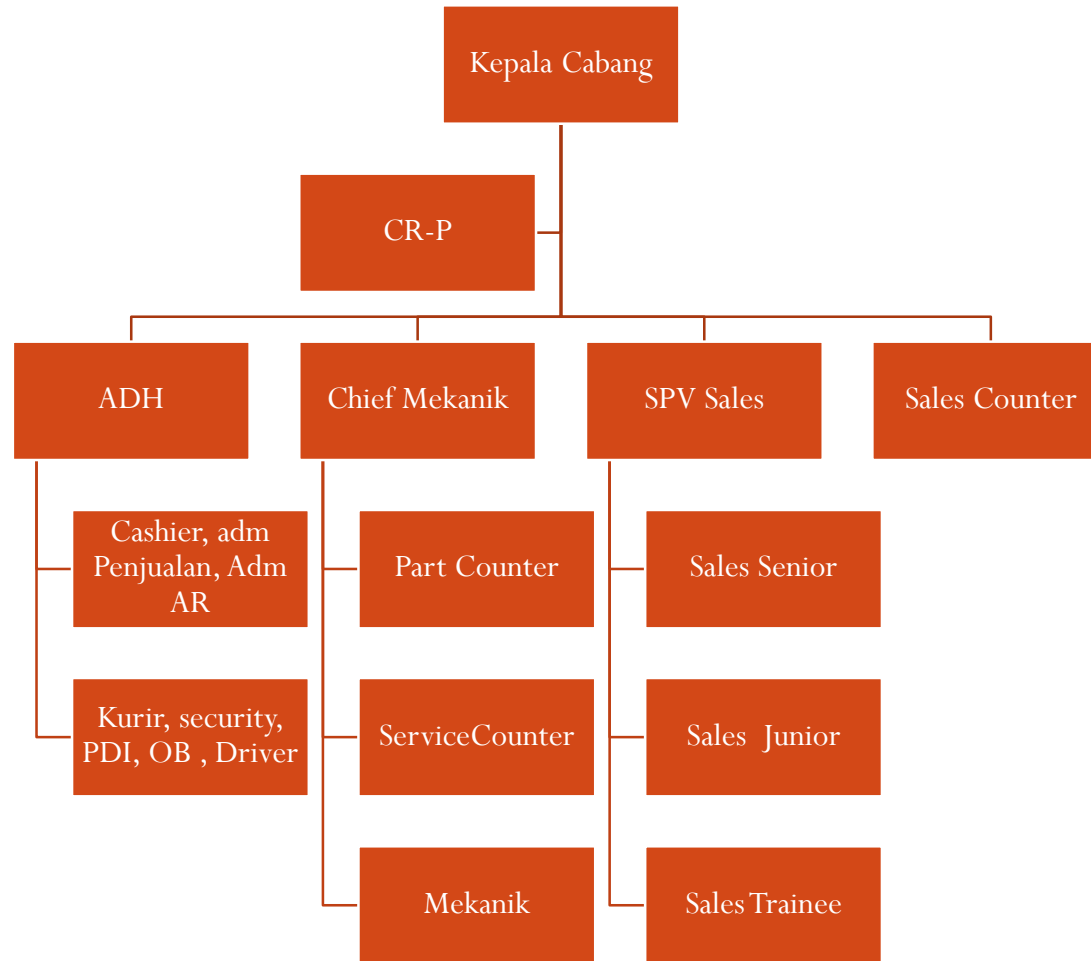 Kepala Cabang
CR-P
ADH
Chief Mekanik
SPV Sales
Sales Counter
Cashier, adm
Penjualan, Adm
AR
Part Counter
Sales Senior
Kurir, security,
PDI, OB , Driver
ServiceCounter
Sales  Junior
Mekanik
Sales Trainee